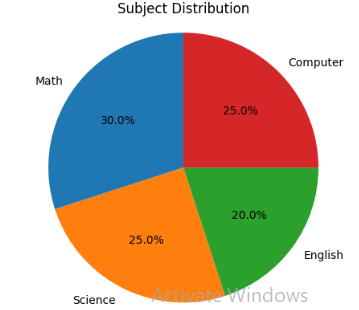 Subject Distribution
Computer
Math
30.0%
25.0%
20.0%
25.0%
English
Science
Activate Windows